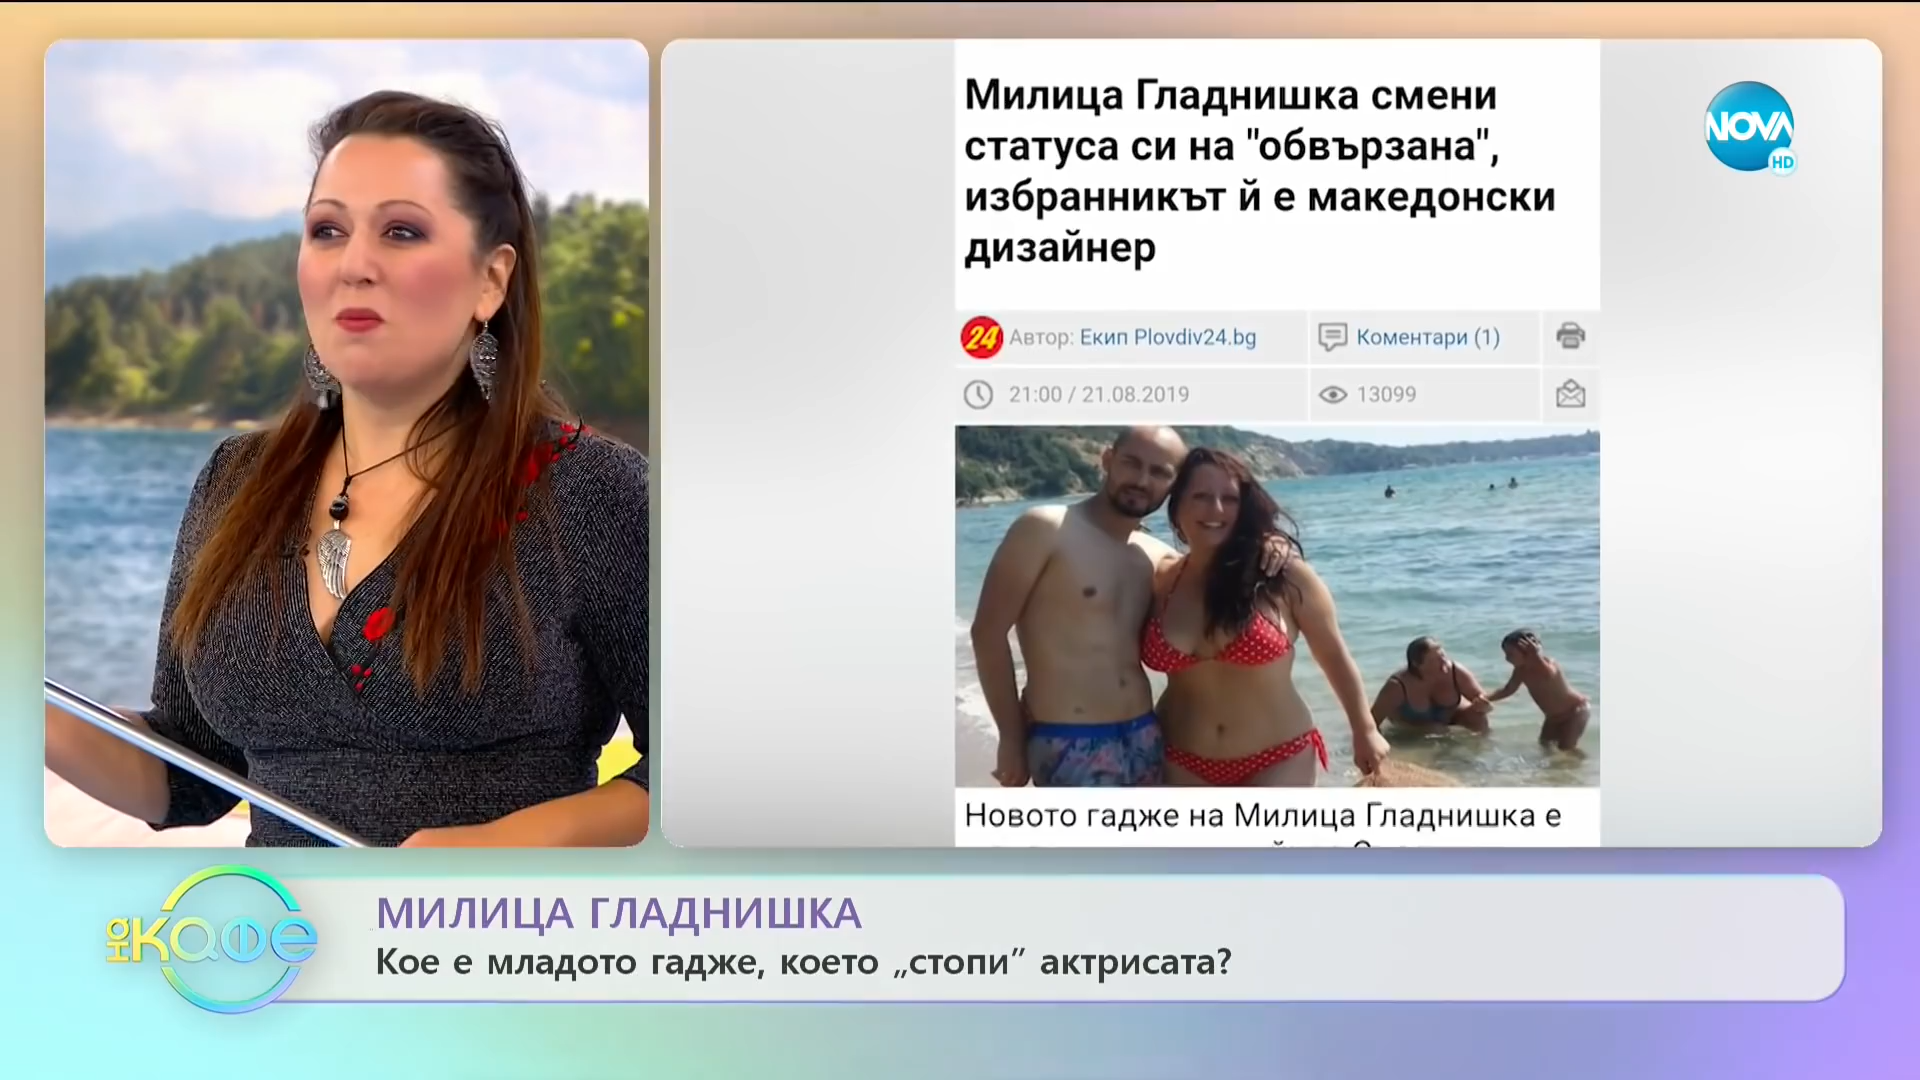 Милица Гладнишка смени
статуса си на "обвързана",
избранникът й е македонски
дизайнер
NOVA
HD
24 Автор: Екип Plovdiv24.bg
Коментари (1)
21:00 / 21.08.2019
13099
Новото гадже на Милица Гладнишка е
на КАФЕ
МИЛИЦА ГЛАДНИШКА
Кое е младото гадже, което „стопи” актрисата?